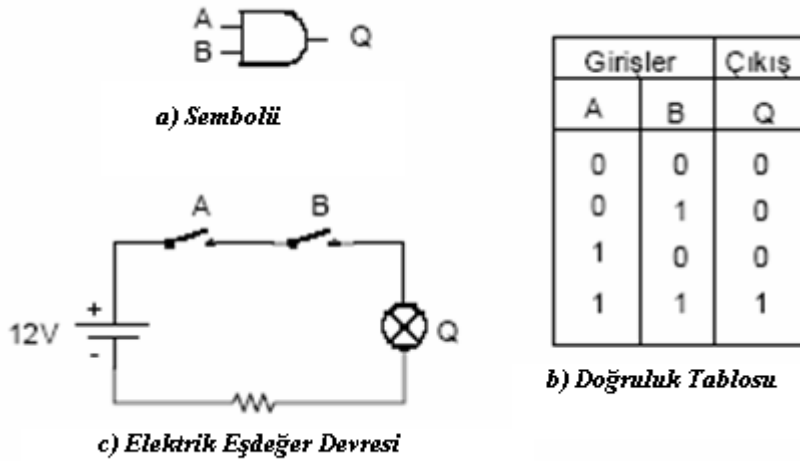 A
B
Q
a) Sembolü
Girişler Çıkış
A B Q
0 0 0
0 1 0
1 0 0
1 1 1
b) Doğruluk Tablosu
A B
+
12V
-
Q
c) Elektrik Eşdeğer Devresi